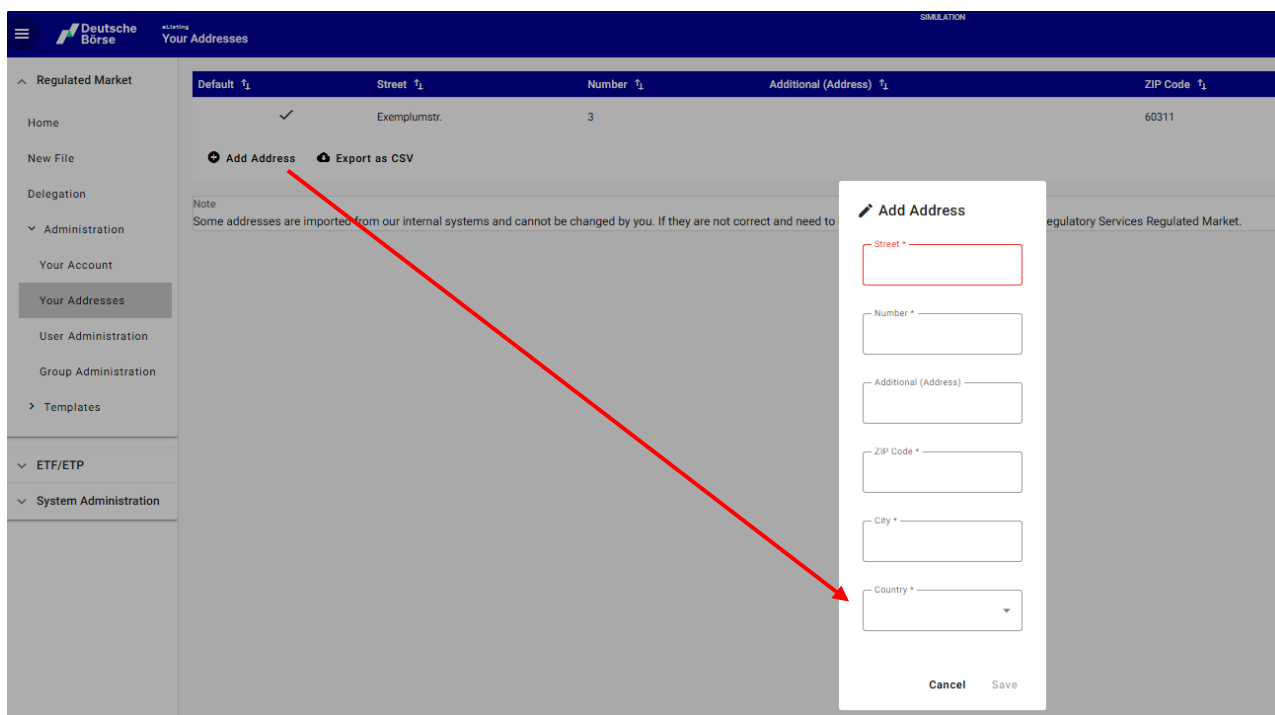 SIMULATION
Deutsche
Börse
eListing
Your Addresses
Regulated Market
Home
New File
Delegation
Administration
Your Account
Your Addresses
User Administration
Group Administration
Templates
ETF/ETP
System Administration
Default Street Number Additional (Address) ZIP Code
Exemplumstr. 3 60311
Add Address Export as CSV
Note
Some addresses are imported from our internal systems and cannot be changed by you. If they are not correct and need to egulatory Services Regulated Market.
Add Address
Street *
Number *
Additional (Address)
ZIP Code *
City *
Country *
Cancel Save